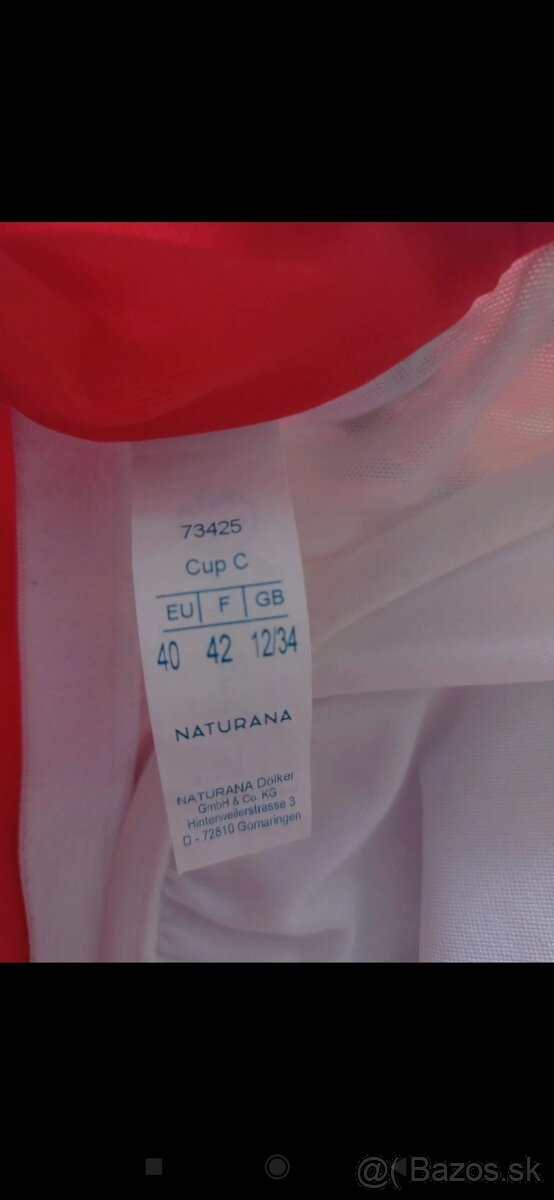 73425
Cup C
EU F GB
40 42 12/34
NATURANA
NATURANA Dölker
GmbH & Co. KG
Hinterweilerstrasse 3
D - 72810 Gomaringen
@( Bazos.sk